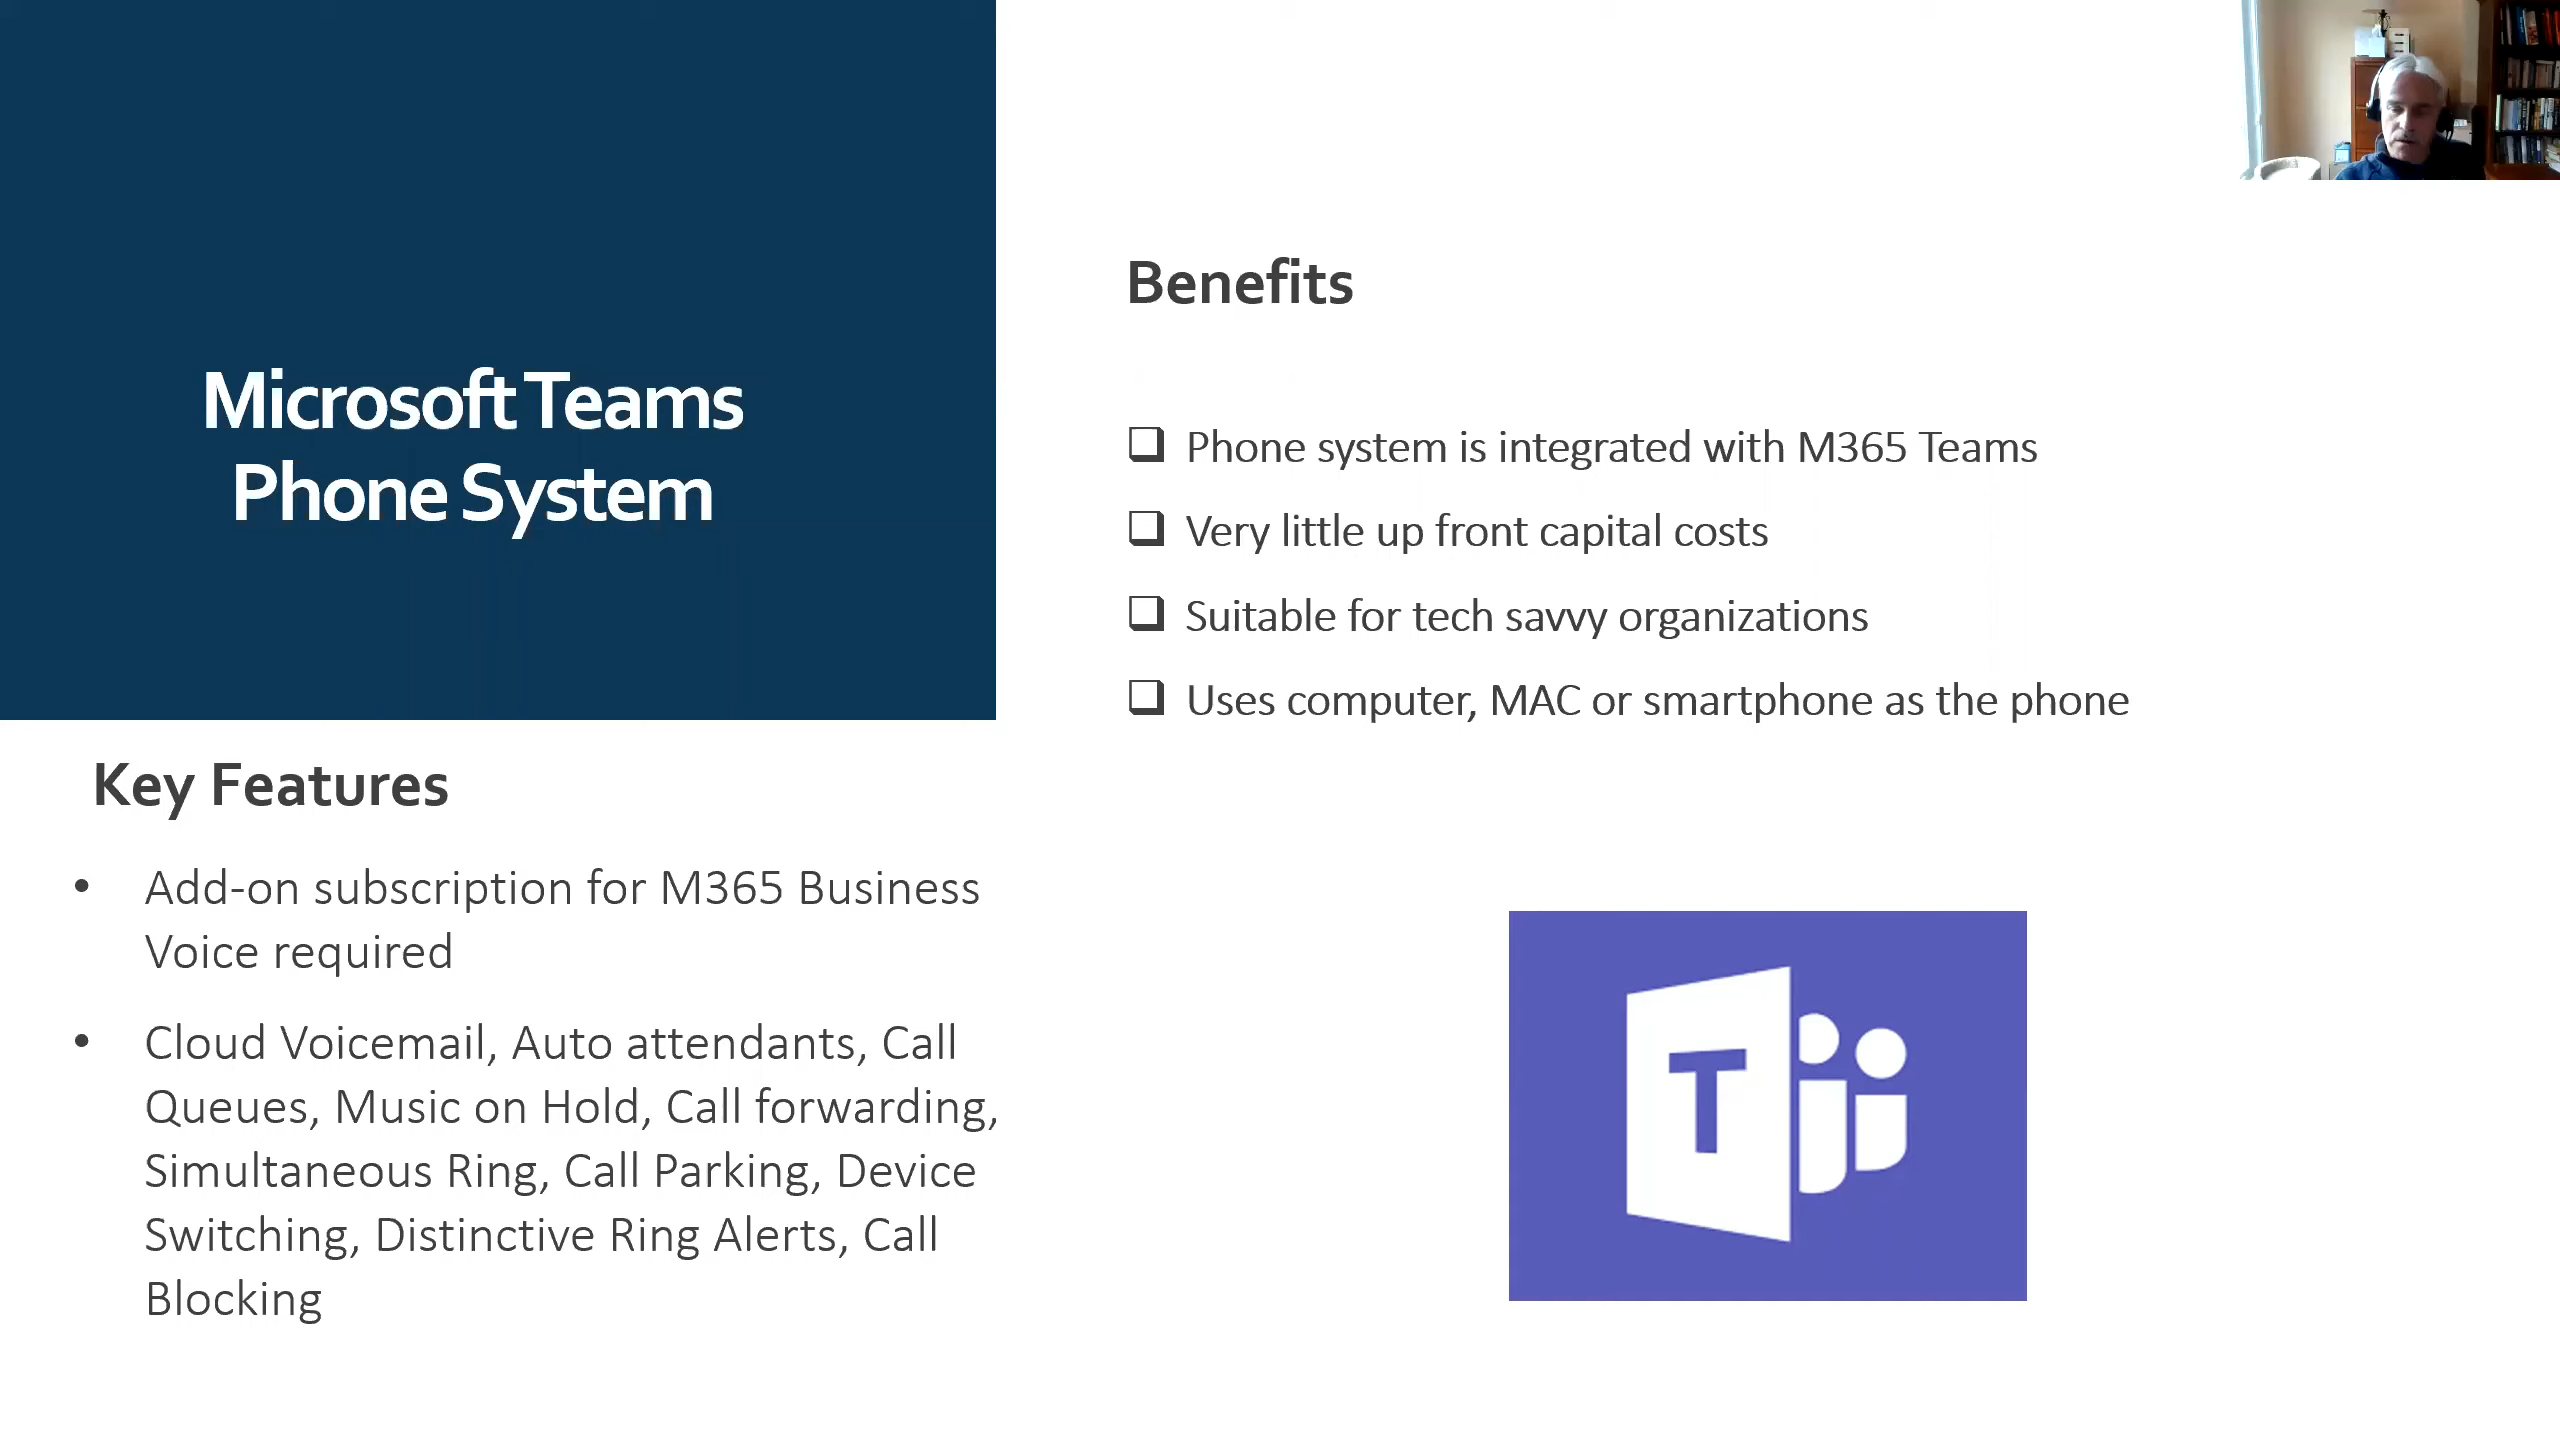 Microsoft Teams
Phone System
Key Features
• Add-on subscription for M365 Business
Voice required
• Cloud Voicemail, Auto attendants, Call
Queues, Music on Hold, Call forwarding,
Simultaneous Ring, Call Parking, Device
Switching, Distinctive Ring Alerts, Call
Blocking
Benefits
❑ Phone system is integrated with M365 Teams
❑ Very little up front capital costs
❑ Suitable for tech savvy organizations
❑ Uses computer, MAC or smartphone as the phone
T